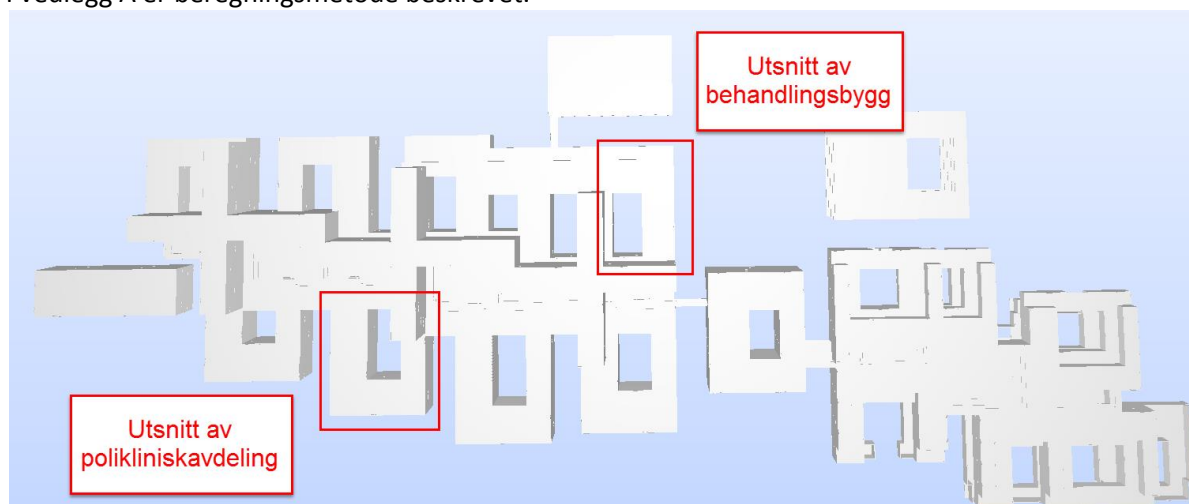 I vedlegg A er beregningsmetode beskrevet.
Utsnitt av
behandlingsbygg
Utsnitt av
polikliniskavdeling